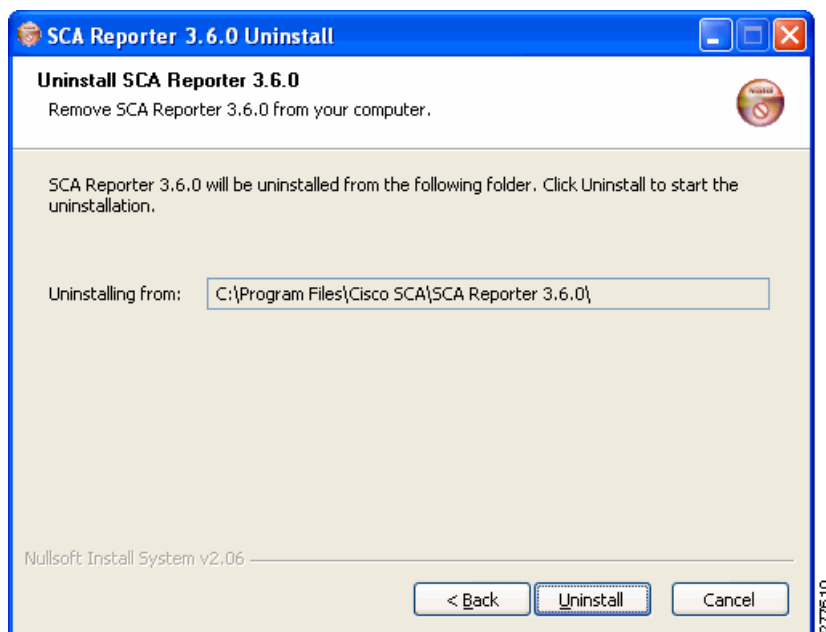 SCA Reporter 3.6.0 Uninstall
Uninstall SCA Reporter 3.6.0
Remove SCA Reporter 3.6.0 from your computer.
SCA Reporter 3.6.0 will be uninstalled from the following folder. Click Uninstall to start the
uninstallation.
Uninstalling from: C:\Program Files\Cisco SCA\SCA Reporter 3.6.0\
Nullsoft Install System v2.06
< Back Uninstall Cancel
277610